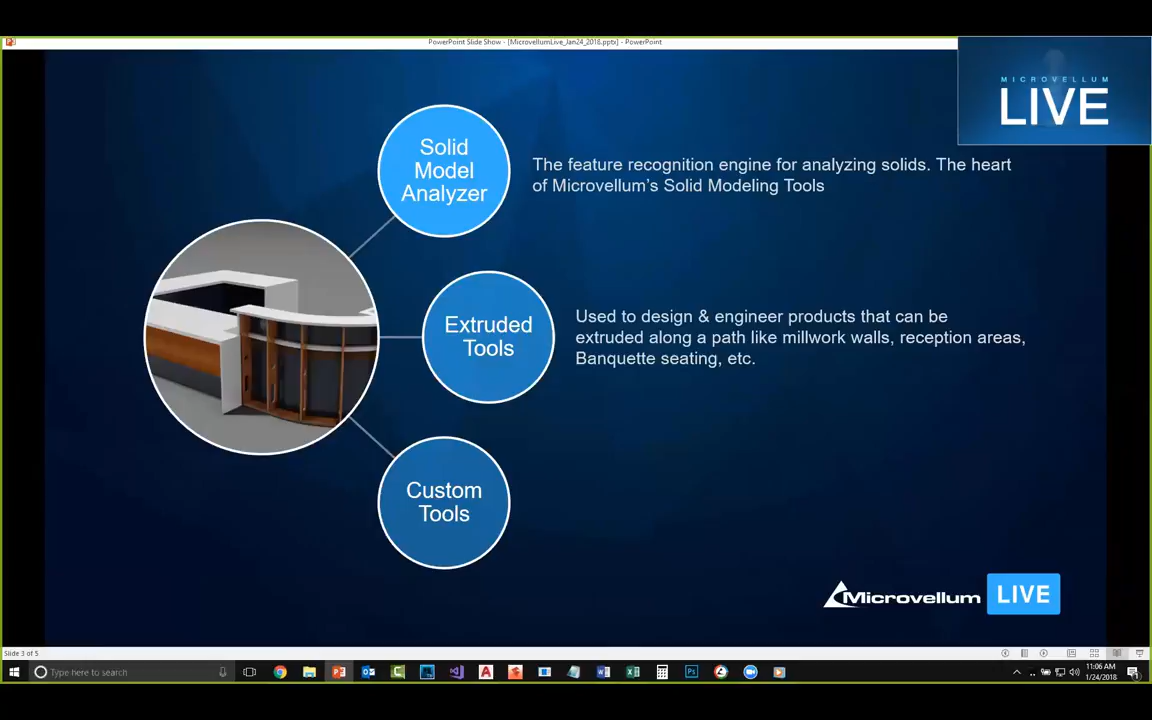 PowerPoint Slide Show - [MicrovellumLive_Jan24_2018.pptx] - PowerPoint
MICROVELLUM
LIVE
Solid
Model
Analyzer
The feature recognition engine for analyzing solids. The heart
of Microvellum's Solid Modeling Tools
Extruded
Tools
Used to design & engineer products that can be
extruded along a path like millwork walls, reception areas,
Banquette seating, etc.
Custom
Tools
Microvellum LIVE
Slide 3 of 5
Type here to search
11:06 AM
1/24/2018